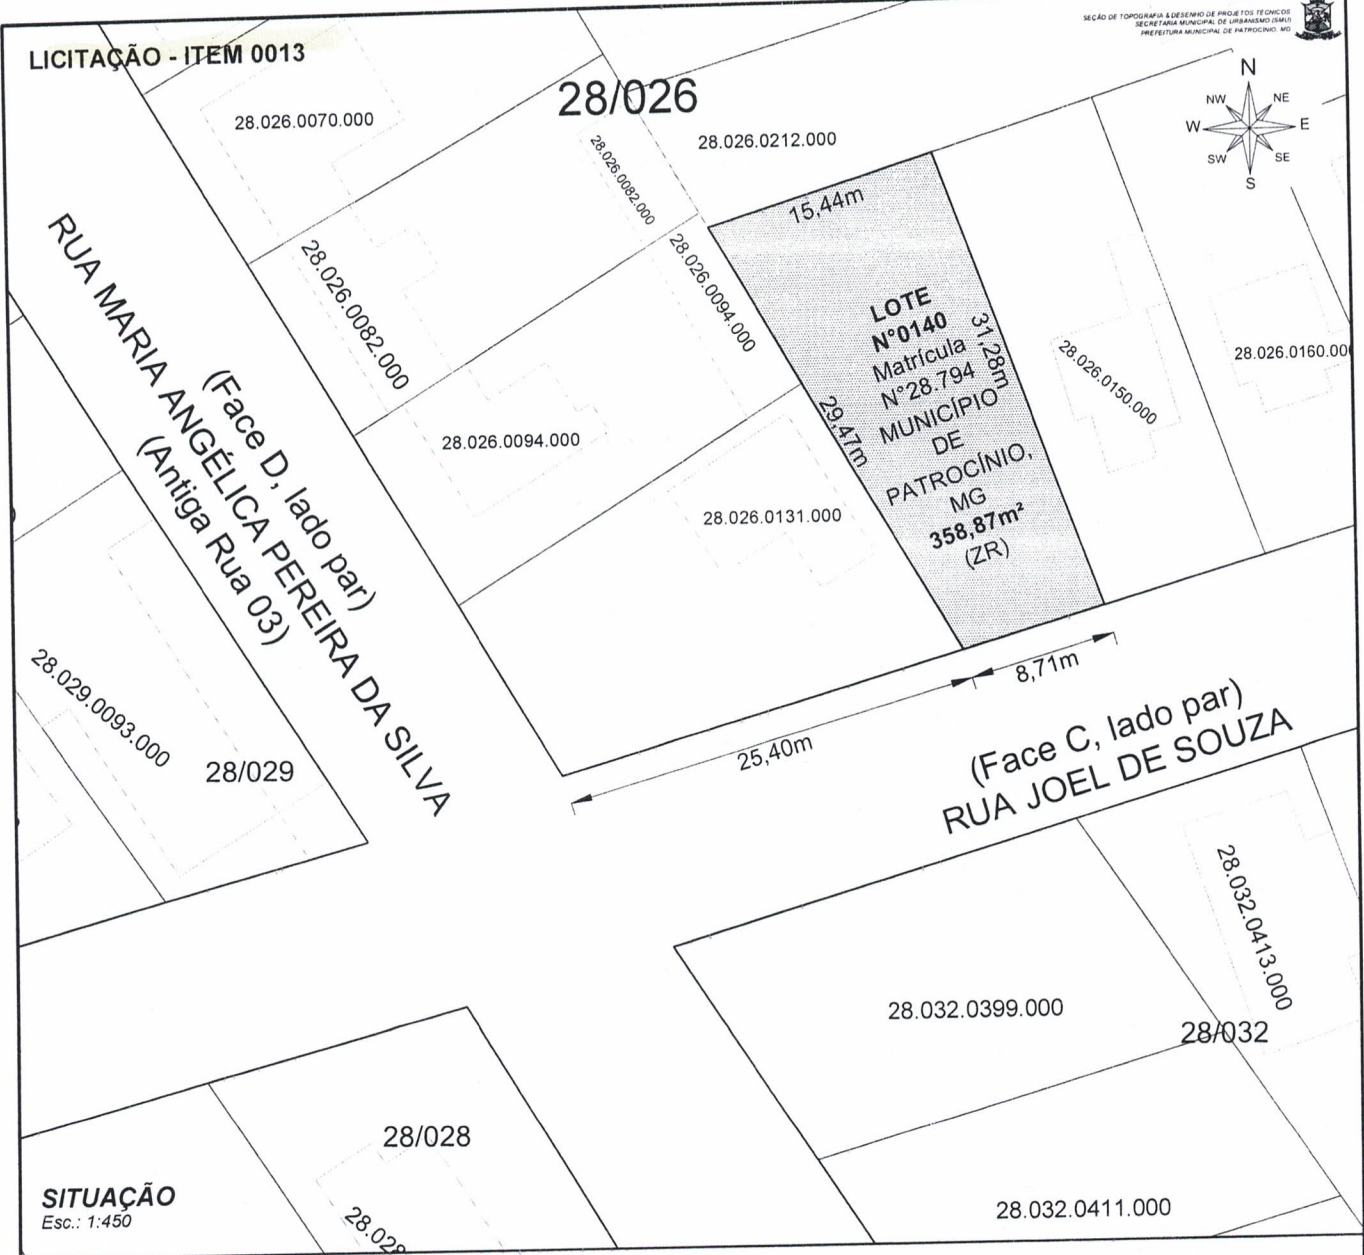 SEÇÃO DE TOPOGRAFIA & DESENHO DE PROJETOS TÉCNICOS
SECRETARIA MUNICIPAL DE URBANISMO (SMU)
PREFEITURA MUNICIPAL DE PATROCÍNIO, MG
LICITAÇÃO - ITEM 0013
28/026
N
NW
NE
W
E
SW
SE
S
28.026.0070.000
28.026.0212.000
28.026.0082.000
15,44m
28.026.0082.000
28.026.0094.000
RUA MARIA ANGÉLICA PEREIRA DA SILVA
(Face D, lado par)
(Antiga Rua 03)
LOTE
N°0140
Matrícula
N°28.794
MUNICÍPIO
DE
PATROCÍNIO,
MG
358,87m²
(ZR)
31,28m
29,47m
28.026.0150.000
28.026.0160.00
28.026.0094.000
28.026.0131.000
8,71m
25,40m
(Face C, lado par)
RUA JOEL DE SOUZA
28.029.0093.000
28/029
28.032.0413.000
28.032.0399.000
28/032
28/028
28.032.0411.000
28.028
SITUAÇÃO
Esc.: 1:450